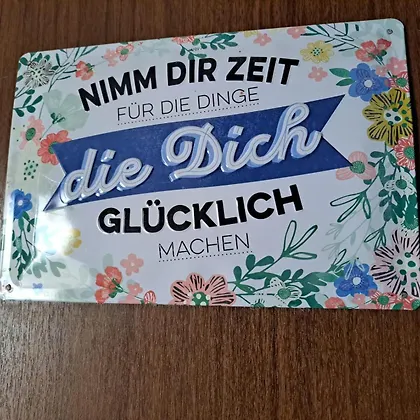 NIMM DIR ZEIT
FÜR DIE DINGE
die Dich
GLÜCKLICH
MACHEN